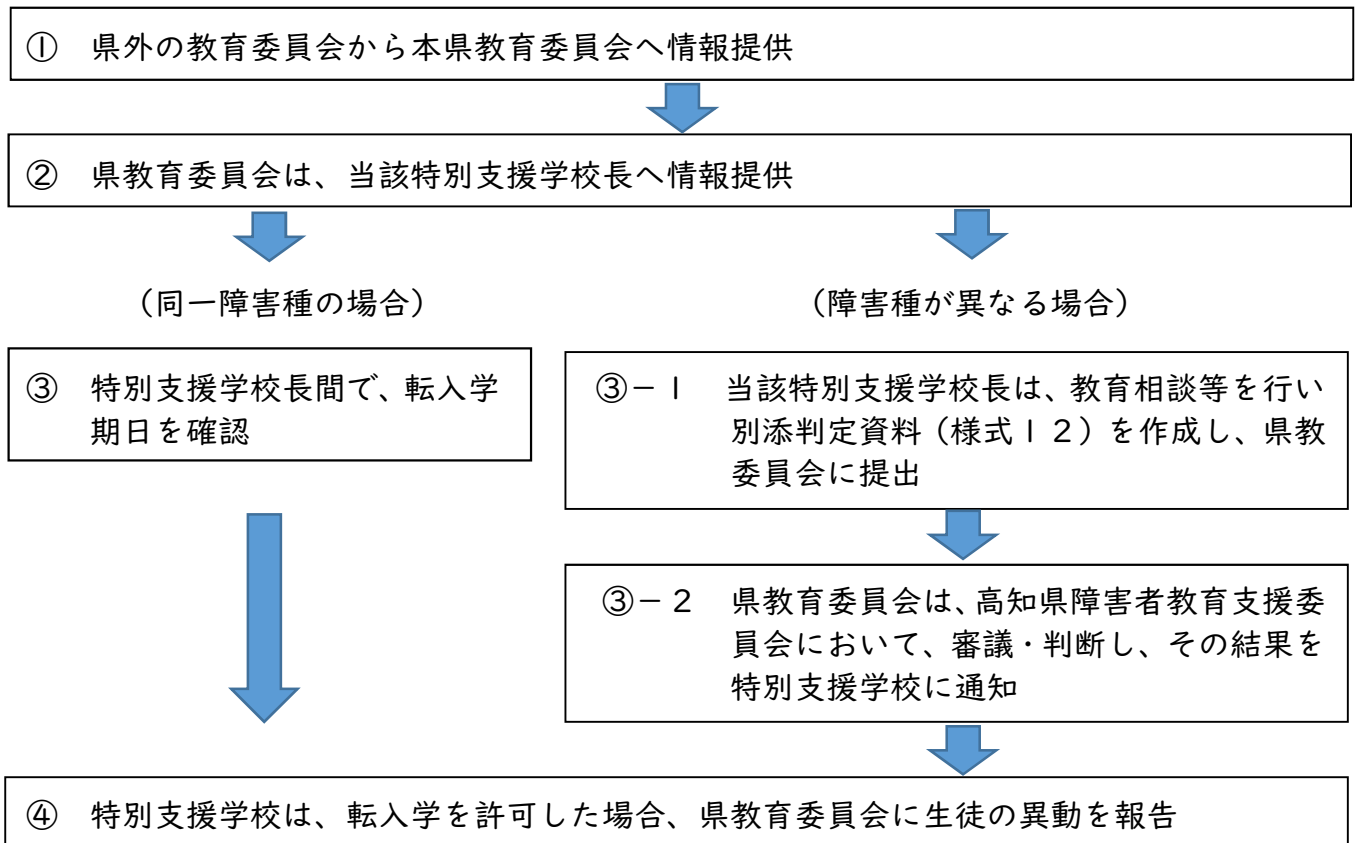 ① 県外の教育委員会から本県教育委員会へ情報提供
② 県教育委員会は、当該特別支援学校長へ情報提供
（同一障害種の場合）
（障害種が異なる場合）
③ 特別支援学校長間で、転入学
期日を確認
③－１ 当該特別支援学校長は、教育相談等を行い
別添判定資料（様式１２）を作成し、県教
委員会に提出
③－２ 県教育委員会は、高知県障害者教育支援委
員会において、審議・判断し、その結果を
特別支援学校に通知
④ 特別支援学校は、転入学を許可した場合、県教育委員会に生徒の異動を報告